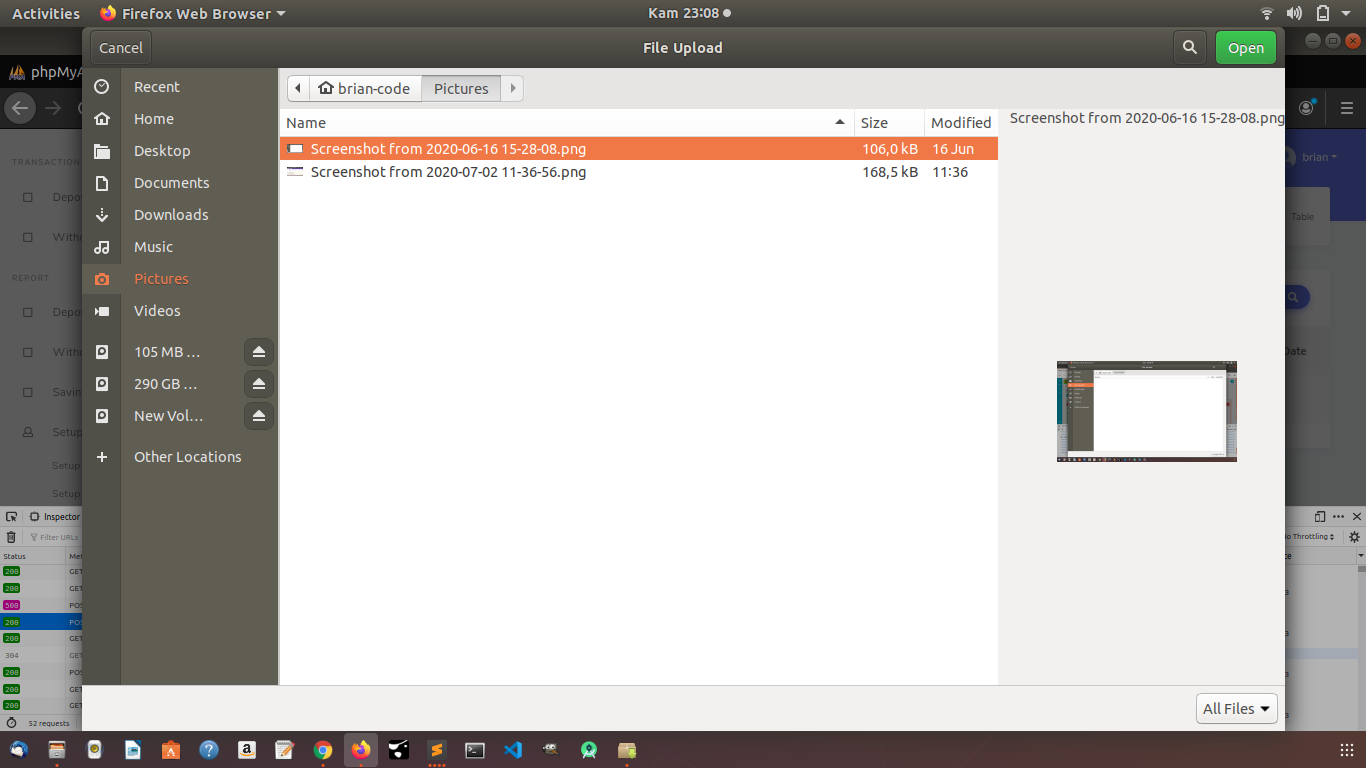 Activities
Firefox Web Browser
Kam 23:08
Cancel
File Upload
Open
phpMyA
Recent
Home
Desktop
Documents
Downloads
Music
Pictures
Videos
105 MB …
290 GB …
New Vol…
Other Locations
brian-code
Pictures
Name
Size
Modified
Screenshot from 2020-06-16 15-28-08.png
106,0 kB
16 Jun
Screenshot from 2020-07-02 11-36-56.png
168,5 kB
11:36
Screenshot from 2020-06-16 15-28-08.png
All Files
TRANSACTION
Depo
Withd
REPORT
Depo
Withd
Savin
Setup
Setup
Setup
brian
Table
Date
Inspector
Filter URLs
No Throttling
Status
Met
200
GET
200
GET
500
POS
200
POS
200
GET
304
GET
200
POS
200
GET
200
GET
52 requests